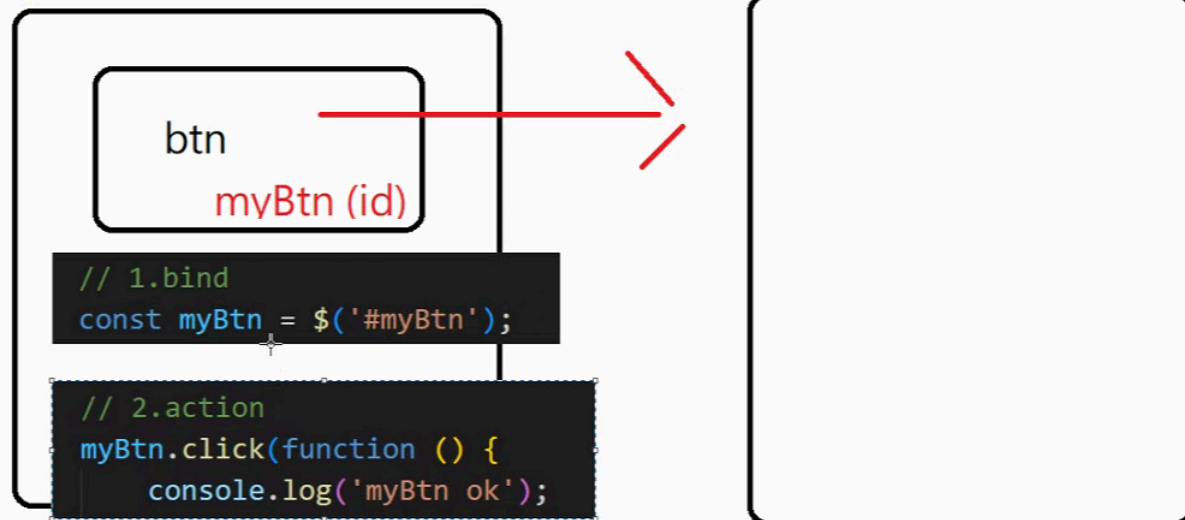 btn
myBtn (id)
// 1.bind
const myBtn = $('#myBtn');
// 2.action
myBtn.click(function () {
console.log('myBtn ok');